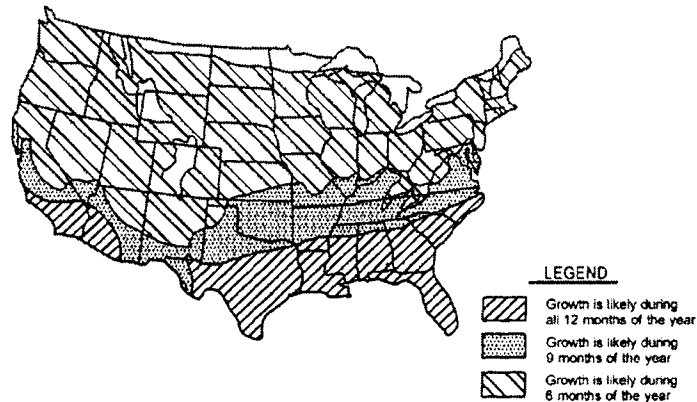 LEGEND
Growth is likely during
all 12 months of the year
Growth is likely during
9 months of the year
Growth is likely during
6 months of the year